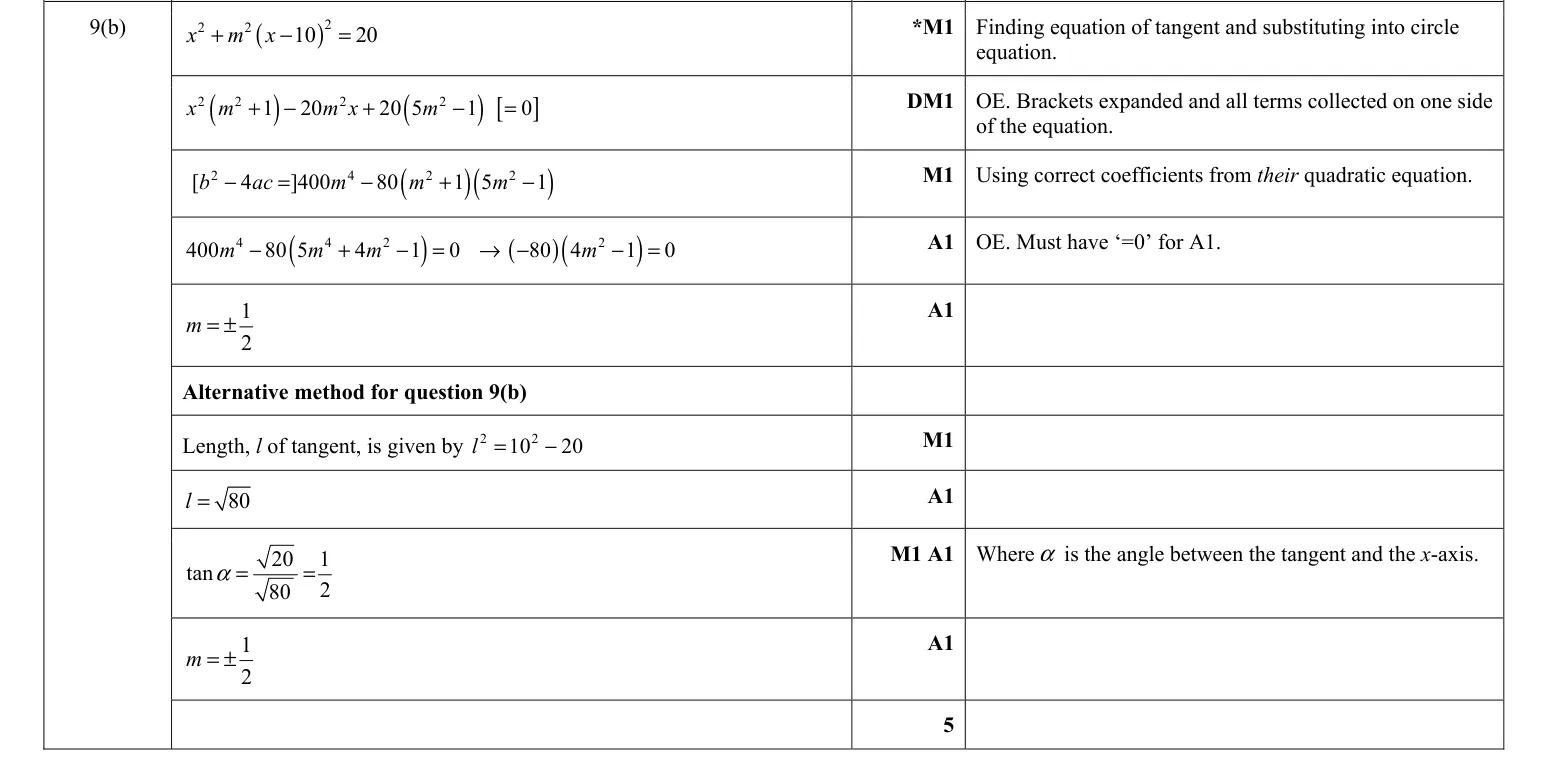 9(b)
x² + m²(x − 10)² = 20
*M1
Finding equation of tangent and substituting into circle
equation.
x²(m² + 1) − 20m²x + 20(5m² − 1) [= 0]
DM1
OE. Brackets expanded and all terms collected on one side
of the equation.
[b² − 4ac =]400m⁴ − 80(m² + 1)(5m² − 1)
M1
Using correct coefficients from their quadratic equation.
400m⁴ − 80(5m⁴ + 4m² − 1) = 0 → (−80)(4m² − 1) = 0
A1
OE. Must have ‘=0’ for A1.
m = ± 1/2
A1
Alternative method for question 9(b)
Length, l of tangent, is given by l² = 10² − 20
M1
l = √80
A1
tan α = √20/√80 = 1/2
M1 A1
Where α is the angle between the tangent and the x-axis.
m = ± 1/2
A1
5